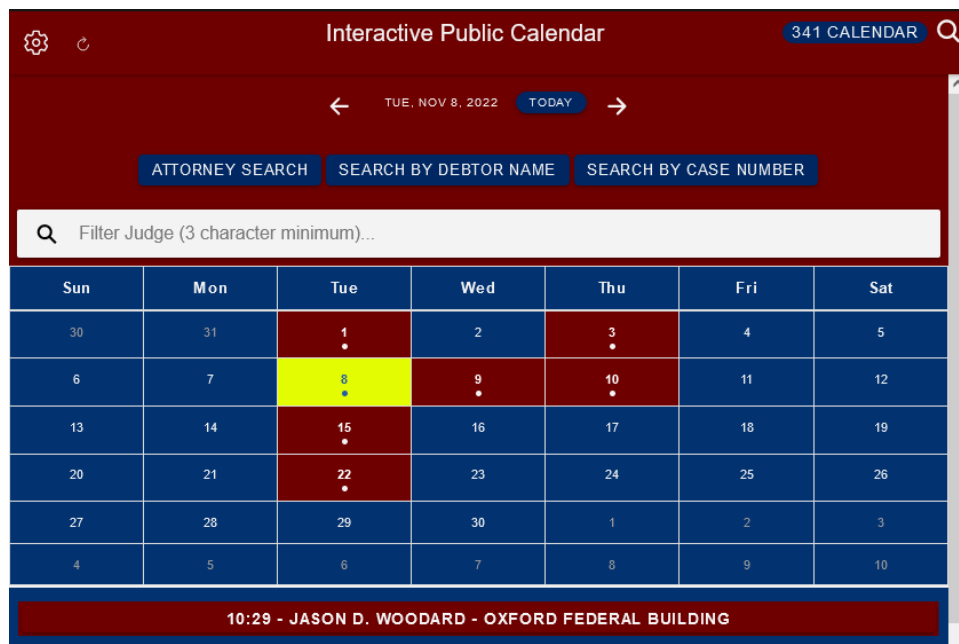 Interactive Public Calendar 341 CALENDAR
TUE, NOV 8, 2022 TODAY
ATTORNEY SEARCH SEARCH BY DEBTOR NAME SEARCH BY CASE NUMBER
Filter Judge (3 character minimum)...
Sun Mon Tue Wed Thu Fri Sat
30 31 1 2 3 4 5
6 7 8 9 10 11 12
13 14 15 16 17 18 19
20 21 22 23 24 25 26
27 28 29 30 1 2 3
4 5 6 7 8 9 10
10:29 - JASON D. WOODARD - OXFORD FEDERAL BUILDING